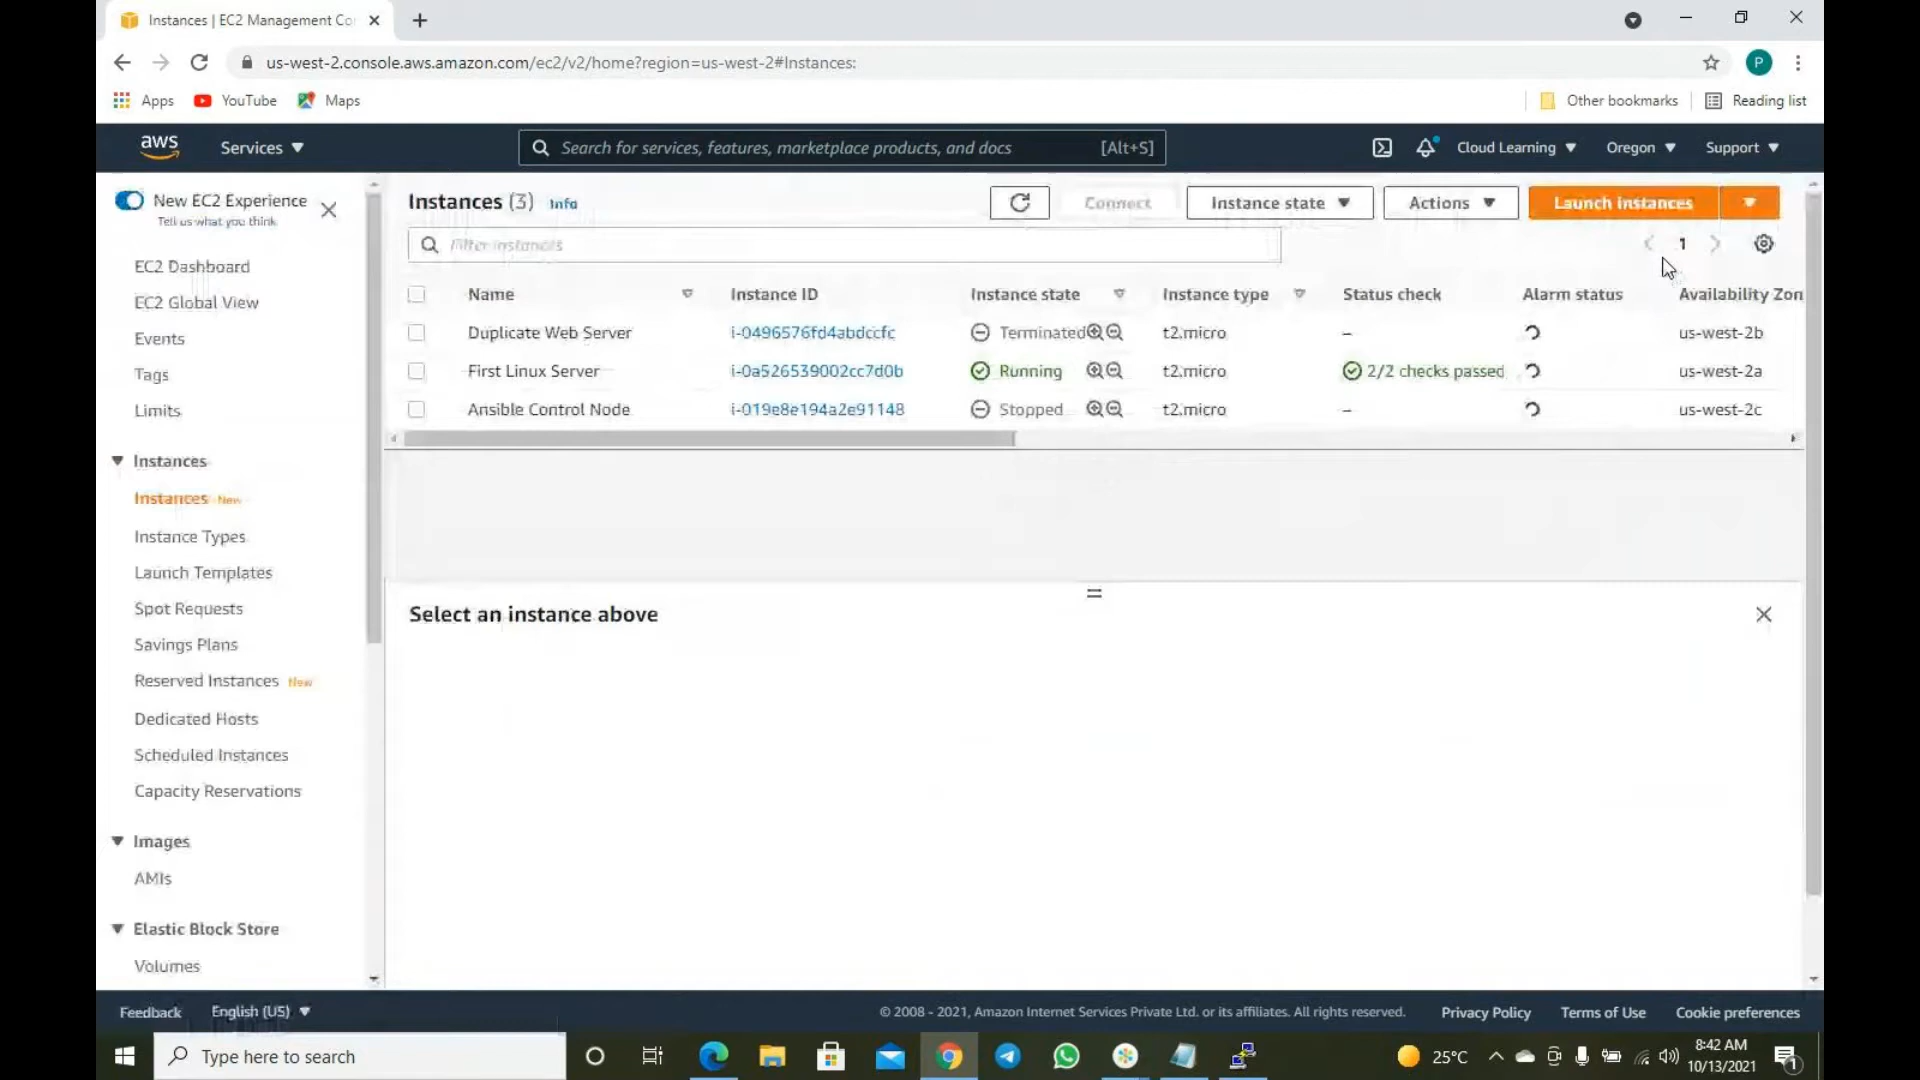 Instances | EC2 Management Co
us-west-2.console.aws.amazon.com/ec2/v2/home?region=us-west-2#Instances:
P
Apps YouTube Maps Other bookmarks Reading list
aws Services Search for services, features, marketplace products, and docs [Alt+S] Cloud Learning Oregon Support
New EC2 Experience
Tell us what you think
EC2 Dashboard
EC2 Global View
Events
Tags
Limits
Instances
Instances New
Instance Types
Launch Templates
Spot Requests
Savings Plans
Reserved Instances New
Dedicated Hosts
Scheduled Instances
Capacity Reservations
Images
AMIs
Elastic Block Store
Volumes
Instances (3) Info Connect Instance state Actions Launch instances
Filter instances 1
Name Instance ID Instance state Instance type Status check Alarm status Availability Zon
Duplicate Web Server i-0496576fd4abdccfc Terminated t2.micro – us-west-2b
First Linux Server i-0a526539002cc7d0b Running t2.micro 2/2 checks passed us-west-2a
Ansible Control Node i-019e8e194a2e91148 Stopped t2.micro – us-west-2c
Select an instance above
Feedback English (US) © 2008 - 2021, Amazon Internet Services Private Ltd. or its affiliates. All rights reserved. Privacy Policy Terms of Use Cookie preferences
Type here to search 25°C 8:42 AM
10/13/2021 1